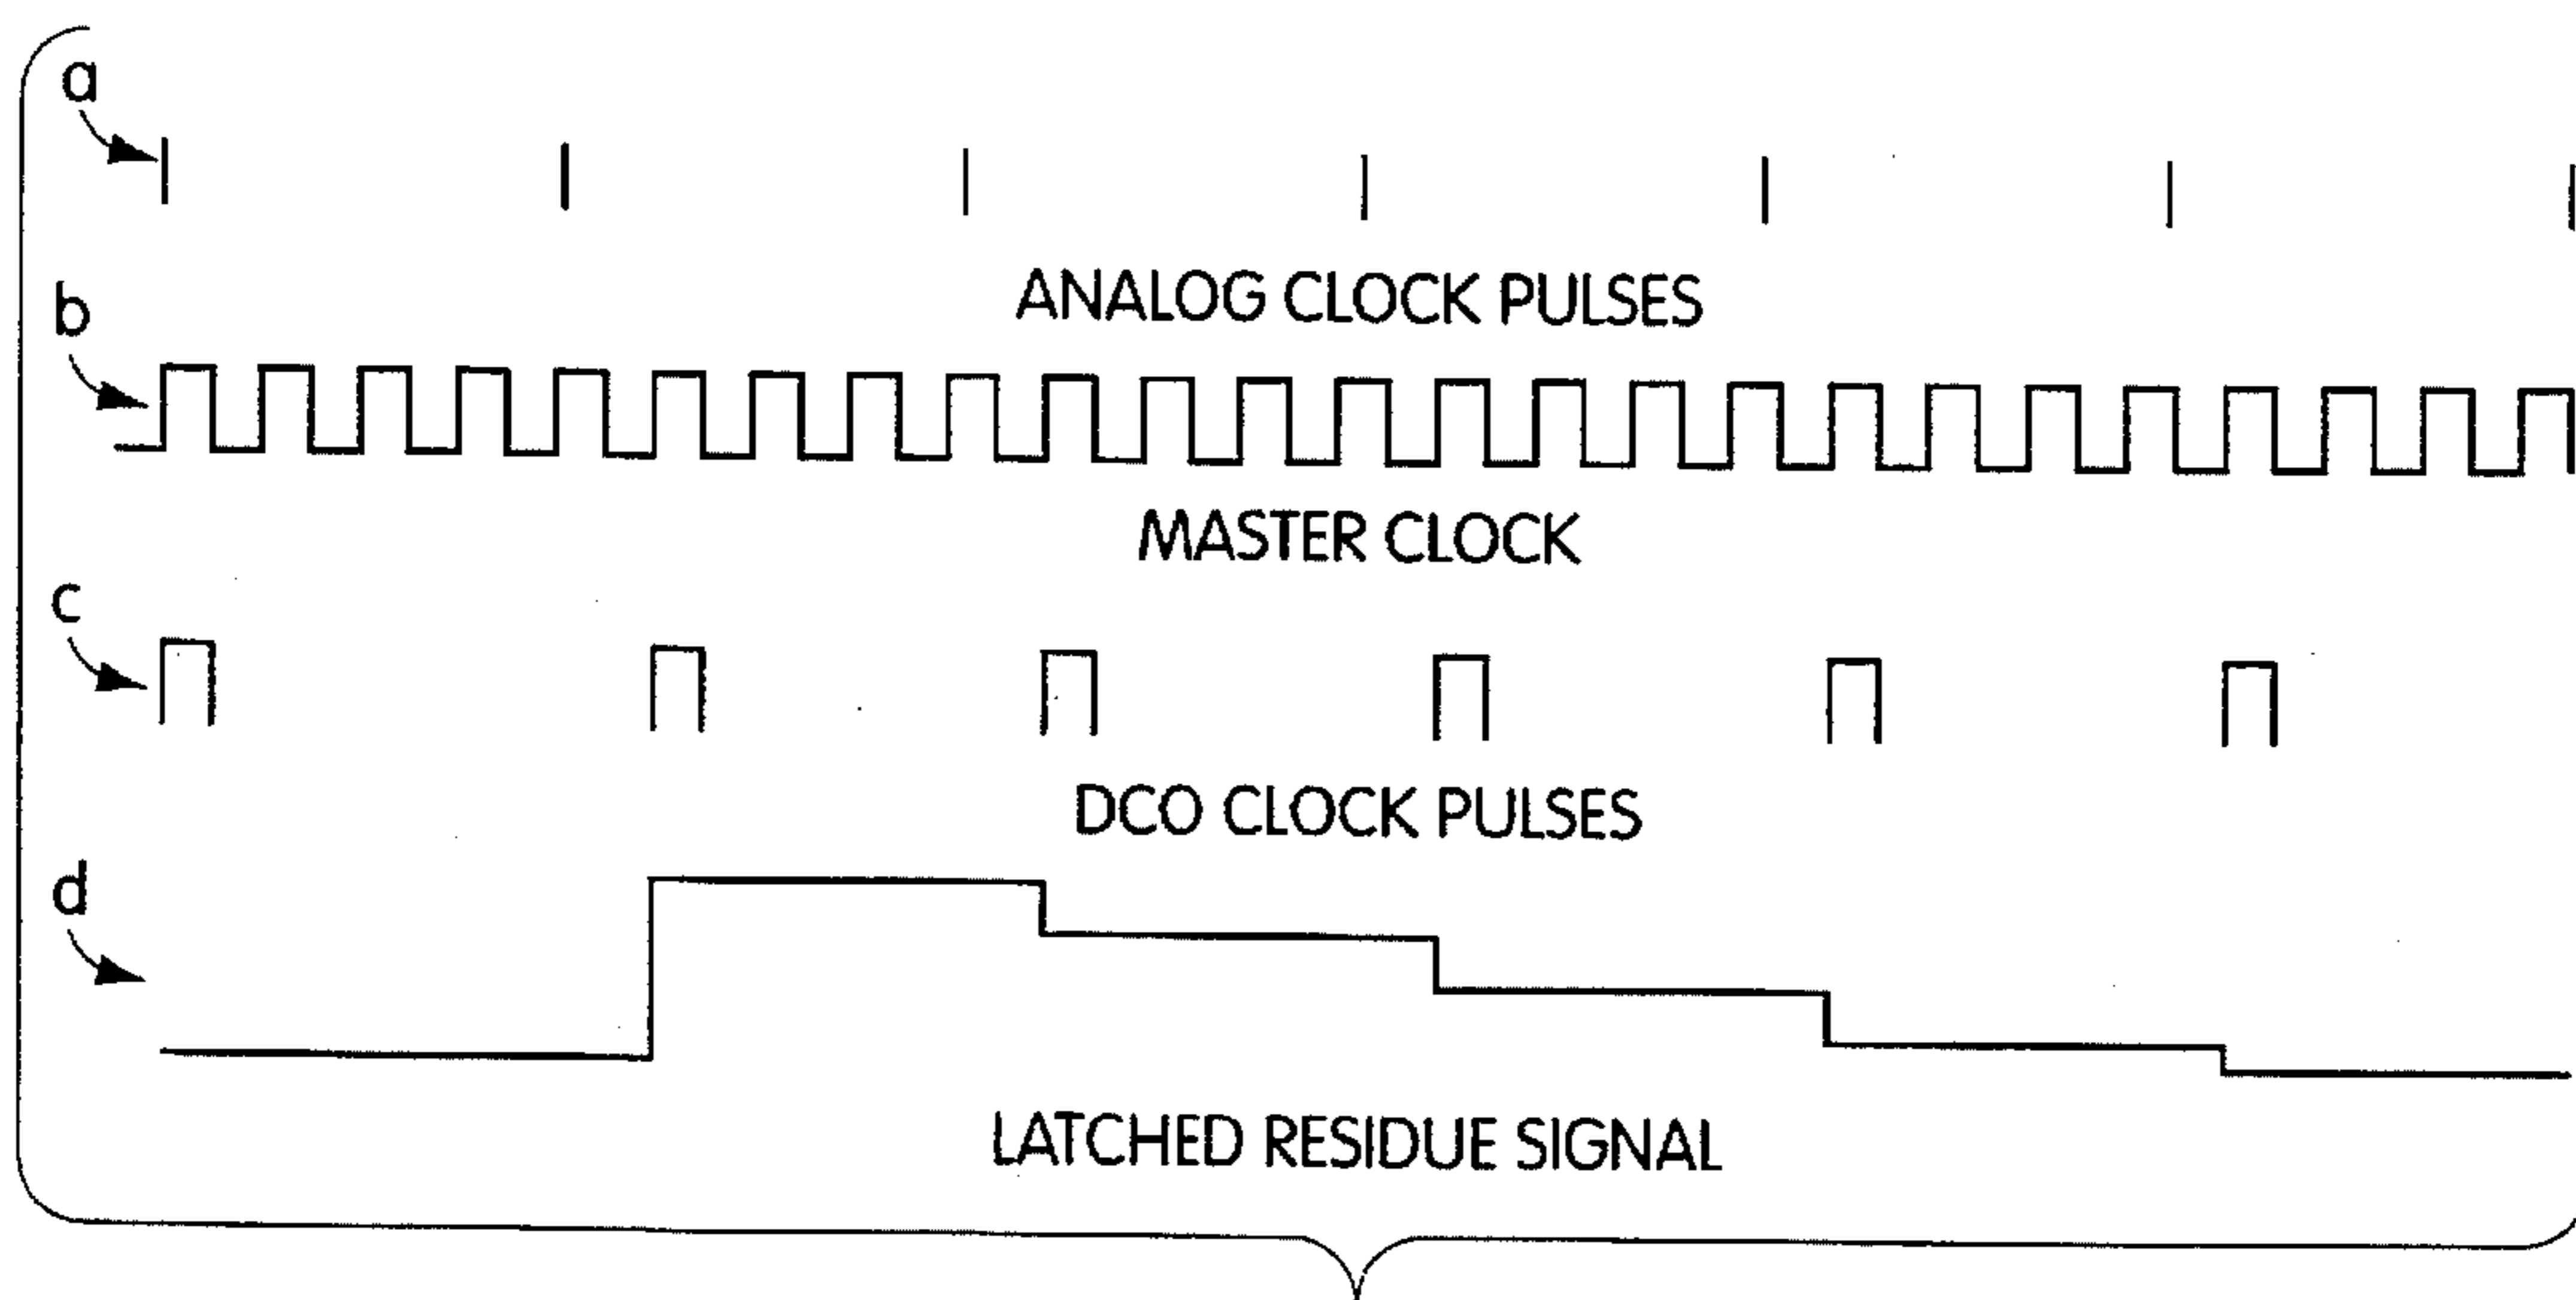 a
ANALOG CLOCK PULSES
b
MASTER CLOCK
c
DCO CLOCK PULSES
d
LATCHED RESIDUE SIGNAL